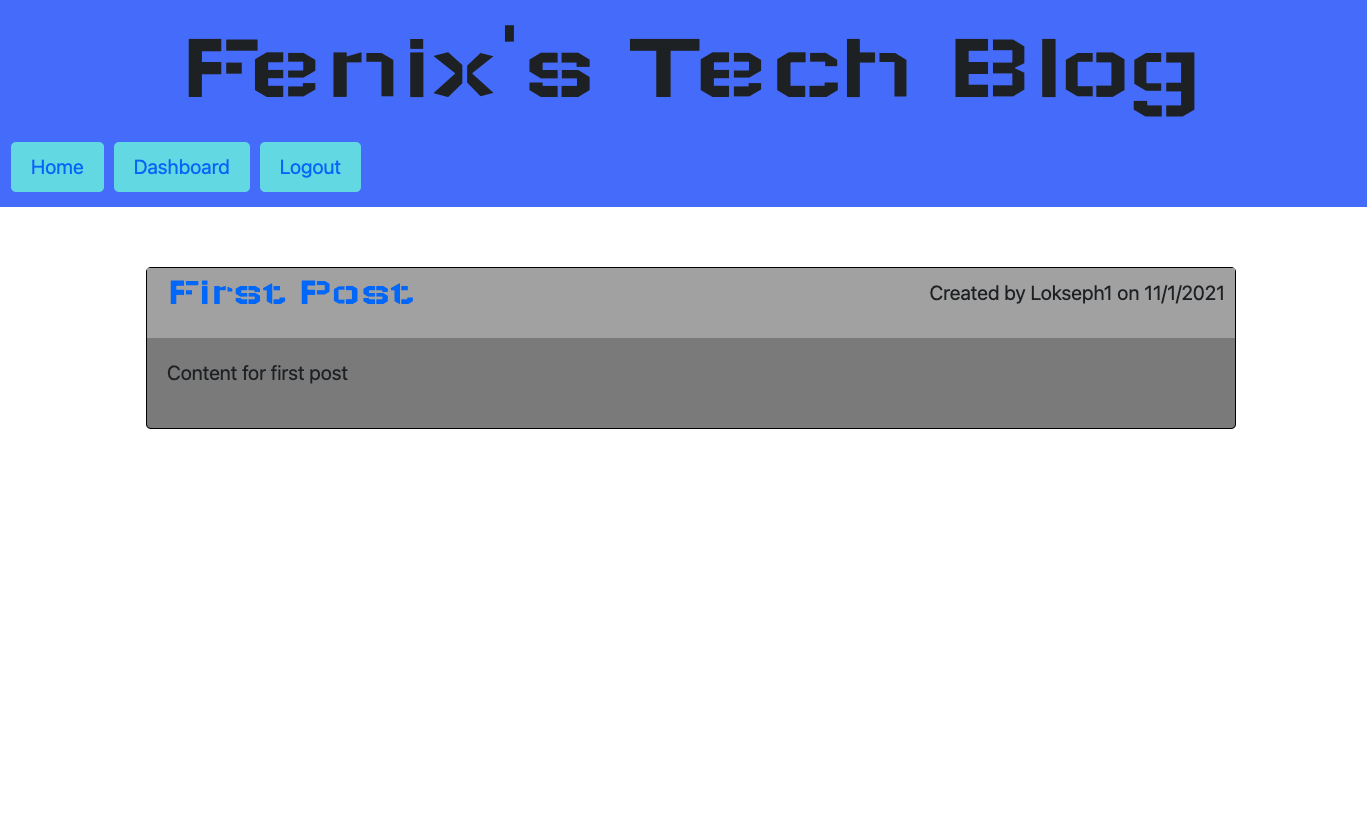 Fenix's Tech Blog
Home Dashboard Logout
First Post Created by Lokseph1 on 11/1/2021
Content for first post